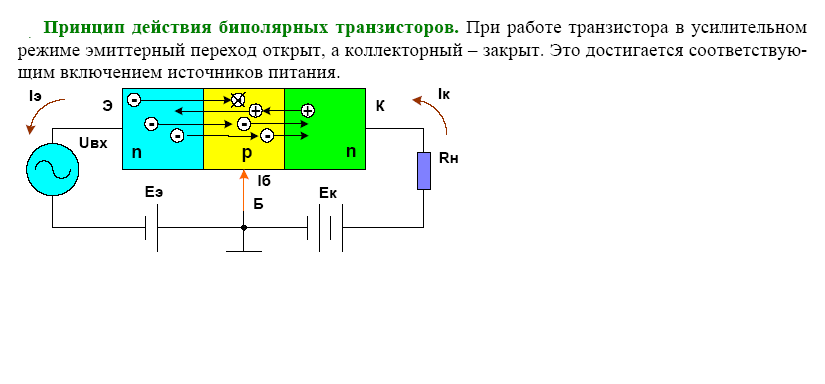 Принцип действия биполярных транзисторов. При работе транзистора в усилительном
режиме эмиттерный переход открыт, а коллекторный – закрыт. Это достигается соответствую-
щим включением источников питания.
Iэ
Э
К
Iк
Uвх
n
p
n
Rн
Iб
Eэ
Б
Eк